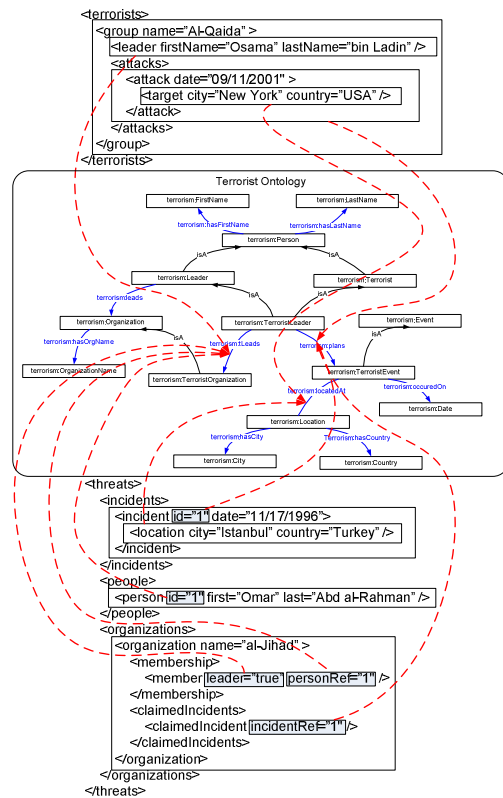 <terrorists>
<group name="Al-Qaida" >
<leader firstName="Osama" lastName="bin Ladin" />
<attacks>
<attack date="09/11/2001" >
<target city="New York" country="USA" />
</attack>
</attacks>
</group>
</terrorists>
Terrorist Ontology
terrorism:FirstName
terrorism:LastName
terrorism:hasFirstName
terrorism:hasLastName
terrorism:Person
isA
isA
terrorism:Leader
terrorism:Terrorist
terrorism:leads
isA
isA
terrorism:Organization
terrorism:TerroristLeader
terrorism:Event
terrorism:hasOrgName
isA
terrorism:tLeads
terrorism:plans
isA
terrorism:OrganizationName
terrorism:TerroristOrganization
terrorism:TerroristEvent
terrorism:locatedAt
terrorism:occuredOn
terrorism:Date
terrorism:Location
terrorism:hasCity
Terrorism:hasCountry
terrorism:City
terrorism:Country
<threats>
<incidents>
<incident id="1" date="11/17/1996">
<location city="Istanbul" country="Turkey" />
</incident>
</incidents>
<people>
<person id="1" first="Omar" last="Abd al-Rahman" />
</people>
<organizations>
<organization name="al-Jihad" >
<membership>
<member leader="true" personRef="1" />
</membership>
<claimedIncidents>
<claimedIncident incidentRef="1" />
</claimedIncidents>
</organization>
</organizations>
</threats>